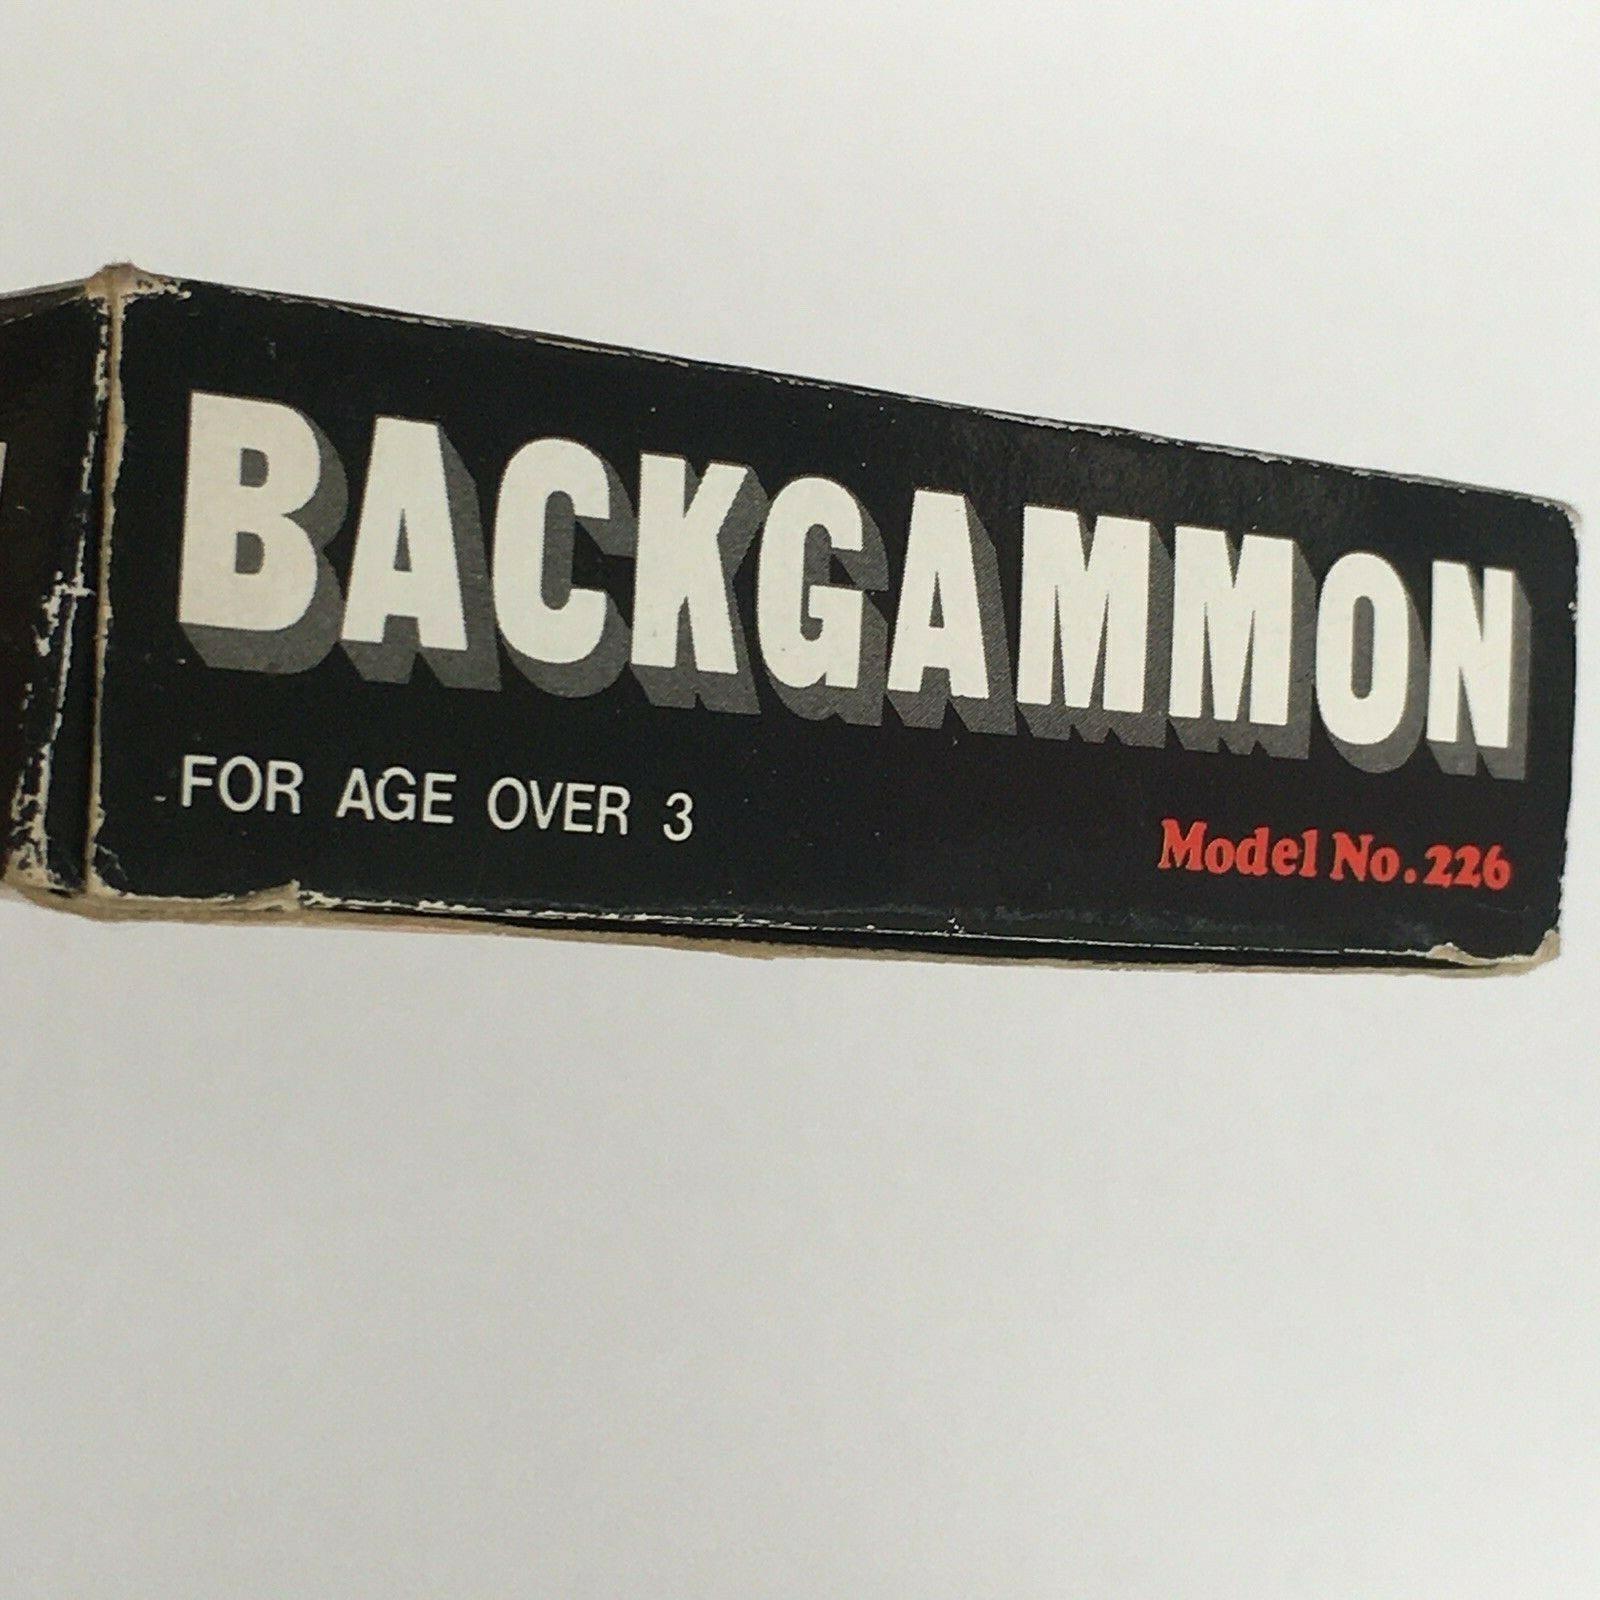 BACKGAMMON
FOR AGE OVER 3
Model No. 226